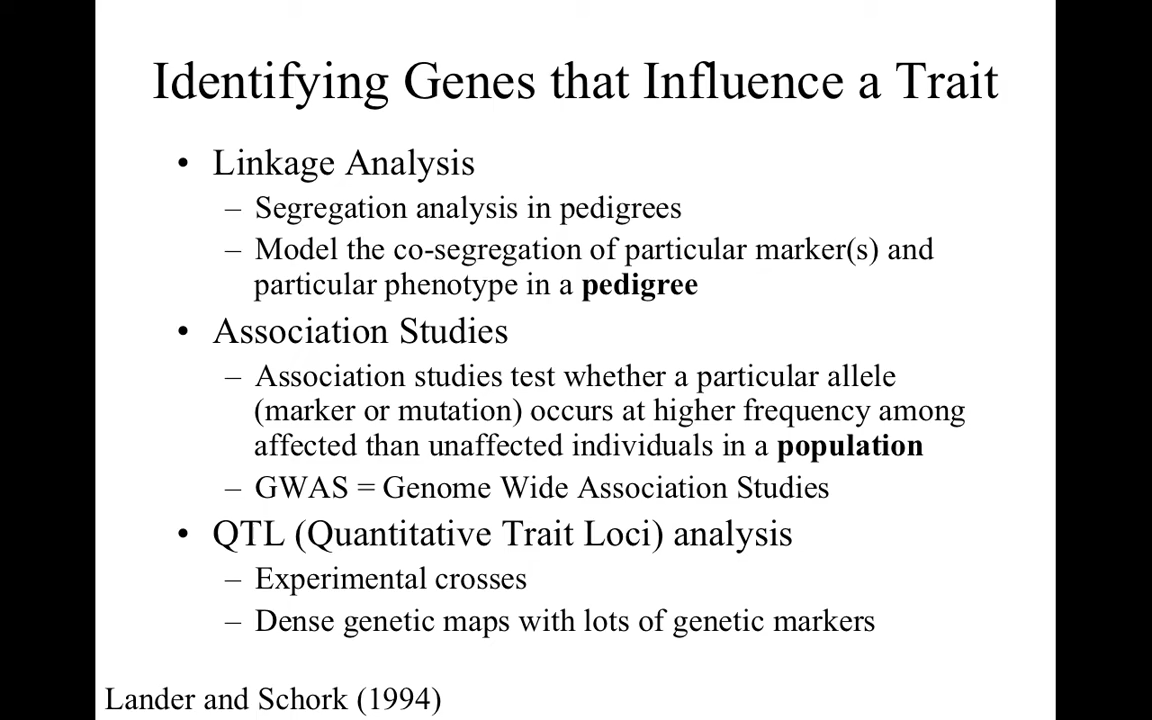 Identifying Genes that Influence a Trait
• Linkage Analysis
– Segregation analysis in pedigrees
– Model the co-segregation of particular marker(s) and
particular phenotype in a pedigree
• Association Studies
– Association studies test whether a particular allele
(marker or mutation) occurs at higher frequency among
affected than unaffected individuals in a population
– GWAS = Genome Wide Association Studies
• QTL (Quantitative Trait Loci) analysis
– Experimental crosses
– Dense genetic maps with lots of genetic markers
Lander and Schork (1994)